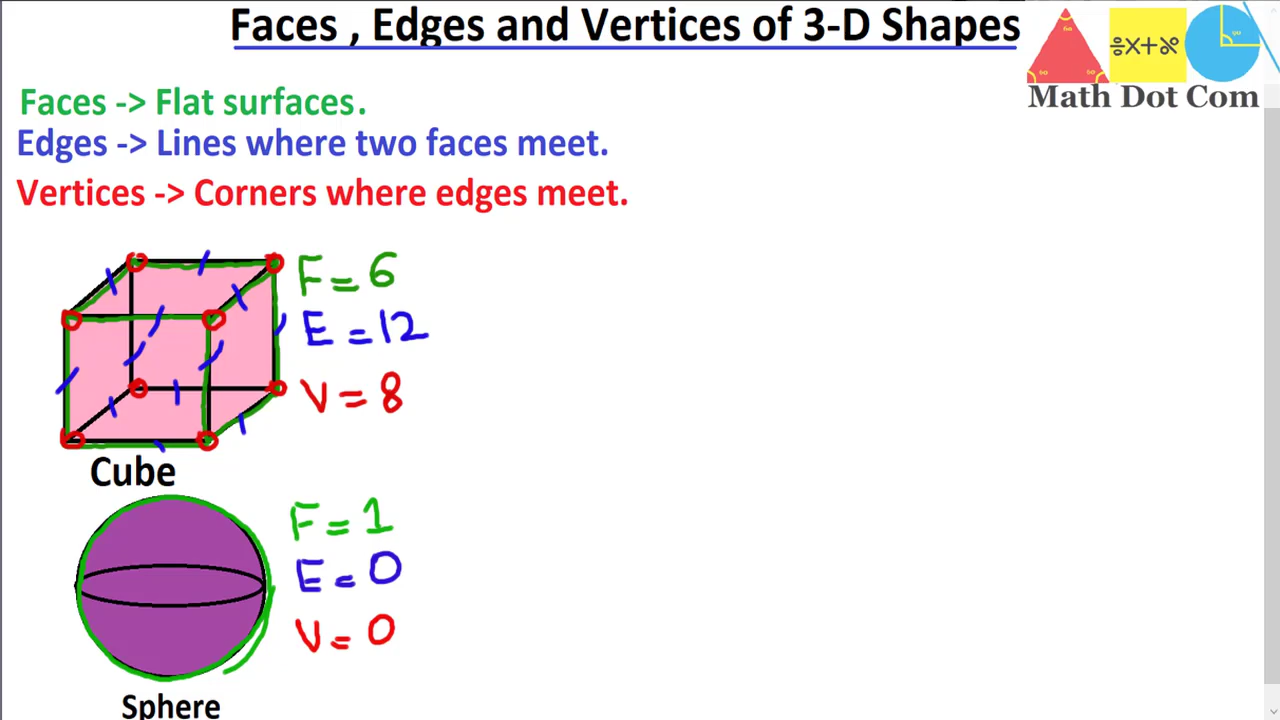 Faces , Edges and Vertices of 3-D Shapes
÷×+%
Math Dot Com
Faces -> Flat surfaces.
Edges -> Lines where two faces meet.
Vertices -> Corners where edges meet.
F = 6
E = 12
V = 8
Cube
F = 1
E = 0
V = 0
Sphere